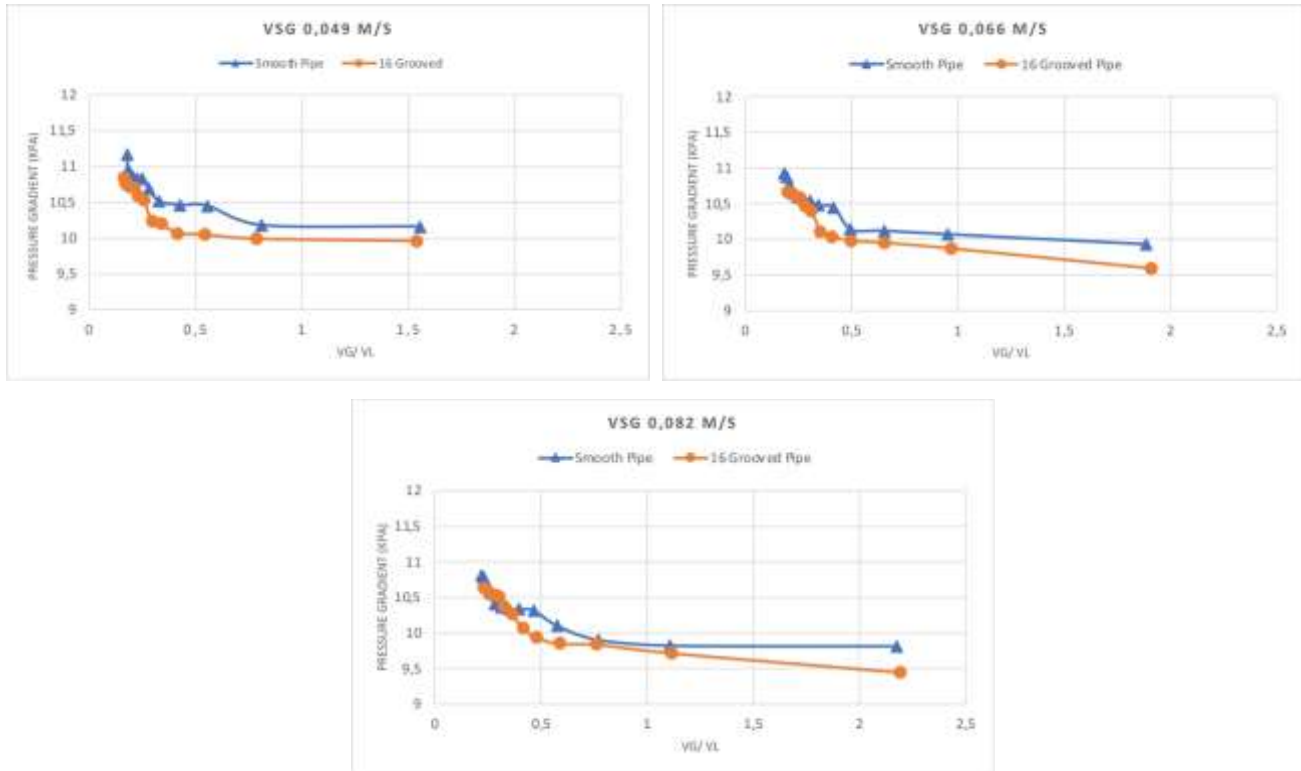 VSG 0,049 M/S
Smooth Pipe 16 Grooved
PRESSURE GRADIENT (KPA)
12
11,5
11
10,5
10
9,5
9
0 0,5 1 1,5 2 2,5
VG/ VL
VSG 0,066 M/S
Smooth Pipe 16 Grooved Pipe
PRESSURE GRADIENT (KPA)
12
11,5
11
10,5
10
9,5
9
0 0,5 1 1,5 2 2,5
VG/ VL
VSG 0,082 M/S
Smooth Pipe 16 Grooved Pipe
PRESSURE GRADIENT (KPA)
12
11,5
11
10,5
10
9,5
9
0 0,5 1 1,5 2 2,5
VG/ VL